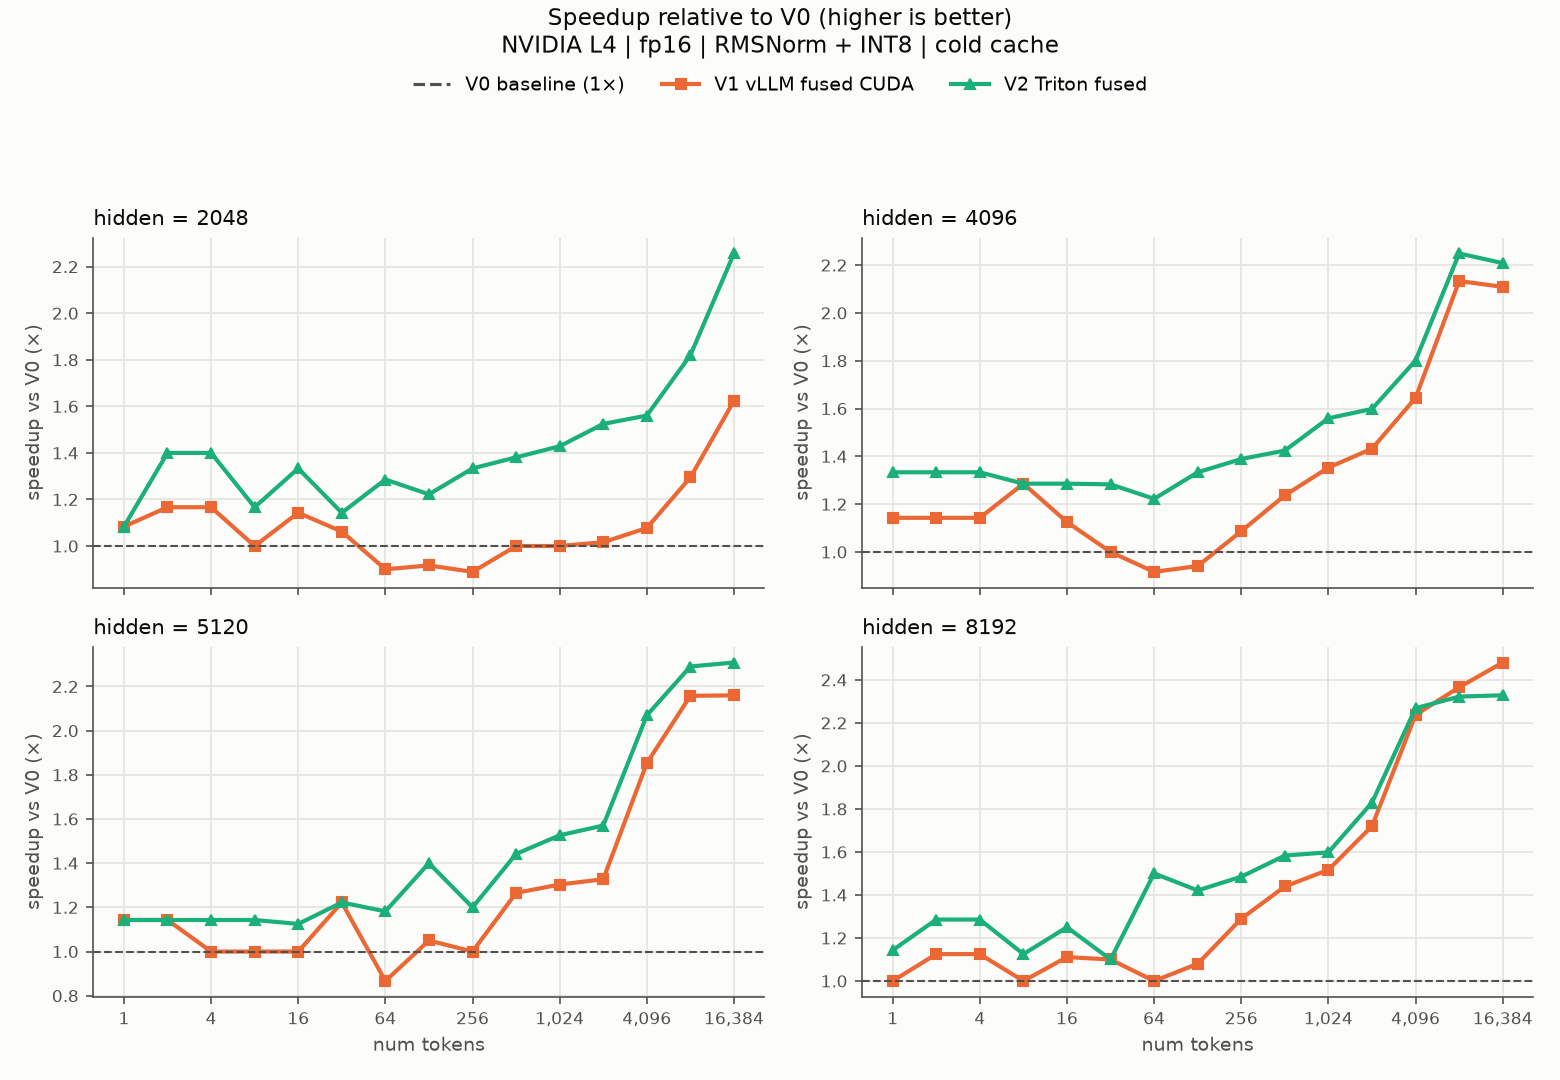 Speedup relative to V0 (higher is better)
NVIDIA L4 | fp16 | RMSNorm + INT8 | cold cache
V0 baseline (1×)
V1 vLLM fused CUDA
V2 Triton fused
hidden = 2048
speedup vs V0 (×)
2.2
2.0
1.8
1.6
1.4
1.2
1.0
hidden = 4096
speedup vs V0 (×)
2.2
2.0
1.8
1.6
1.4
1.2
1.0
hidden = 5120
speedup vs V0 (×)
2.2
2.0
1.8
1.6
1.4
1.2
1.0
0.8
1 4 16 64 256 1,024 4,096 16,384
num tokens
hidden = 8192
speedup vs V0 (×)
2.4
2.2
2.0
1.8
1.6
1.4
1.2
1.0
1 4 16 64 256 1,024 4,096 16,384
num tokens